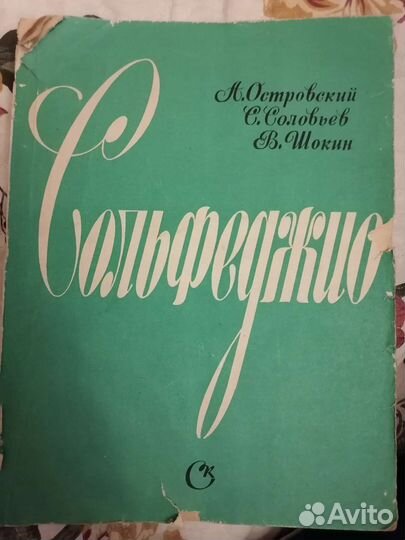 А. Островский
С. Соловьев
В. Шокин
Сольфеджио
Ск
Avito